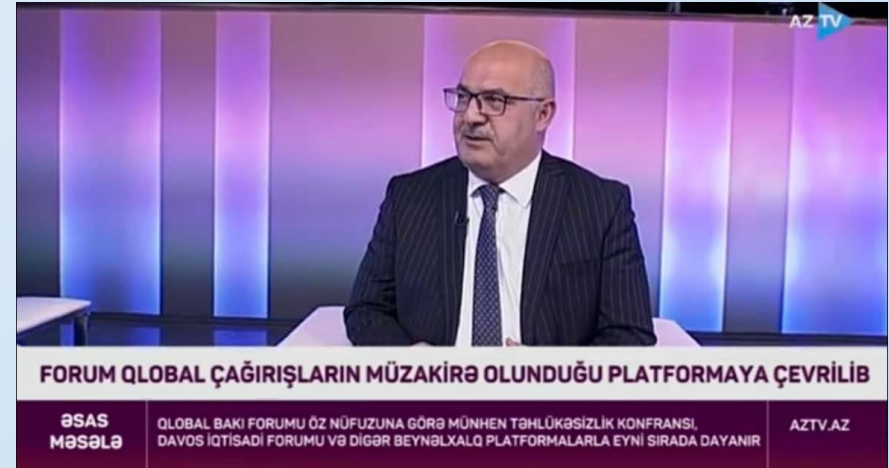 AZ TV
FORUM QLOBAL ÇAĞIRIŞLARIN MÜZAKİRƏ OLUNDUĞU PLATFORMAYA ÇEVRİLİB
ƏSAS
MƏSƏLƏ
QLOBAL BAKI FORUMU ÖZ NÜFUZUNA GÖRƏ MÜNHEN TƏHLÜKƏSİZLİK KONFRANSI,
DAVOS İQTİSADİ FORUMU VƏ DİGƏR BEYNƏLXALQ PLATFORMALARLA EYNİ SIRADA DAYANIR
AZTV.AZ